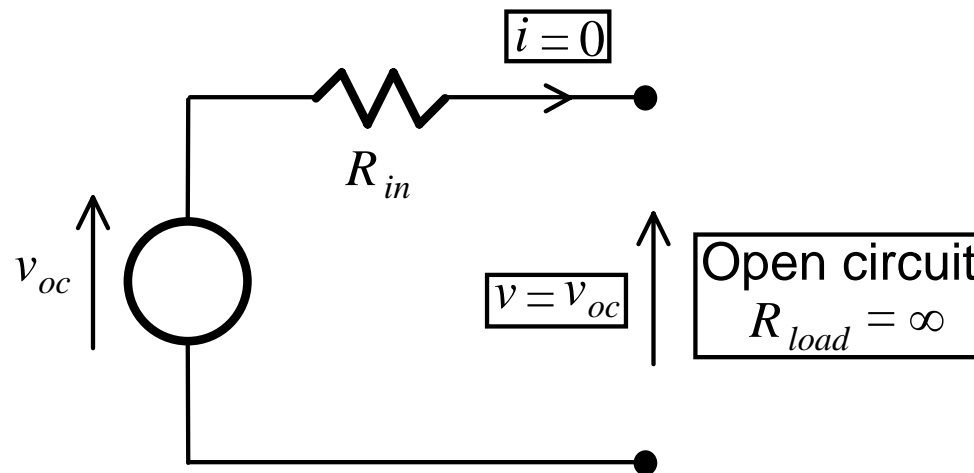 i = 0
R_in
v_oc
v = v_oc
Open circuit
R_load = ∞